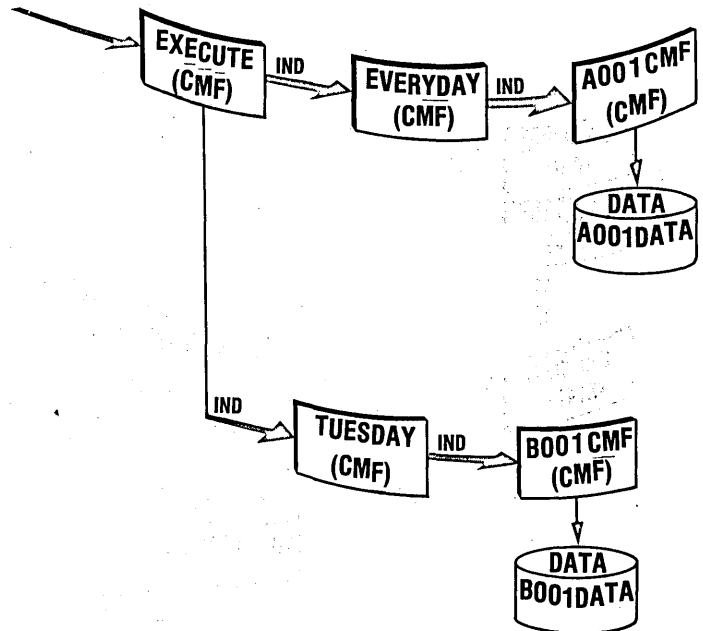 EXECUTE
(CMF)
IND
EVERYDAY
(CMF)
IND
A001CMF
(CMF)
DATA
A001DATA
IND
TUESDAY
(CMF)
IND
B001CMF
(CMF)
DATA
B001DATA